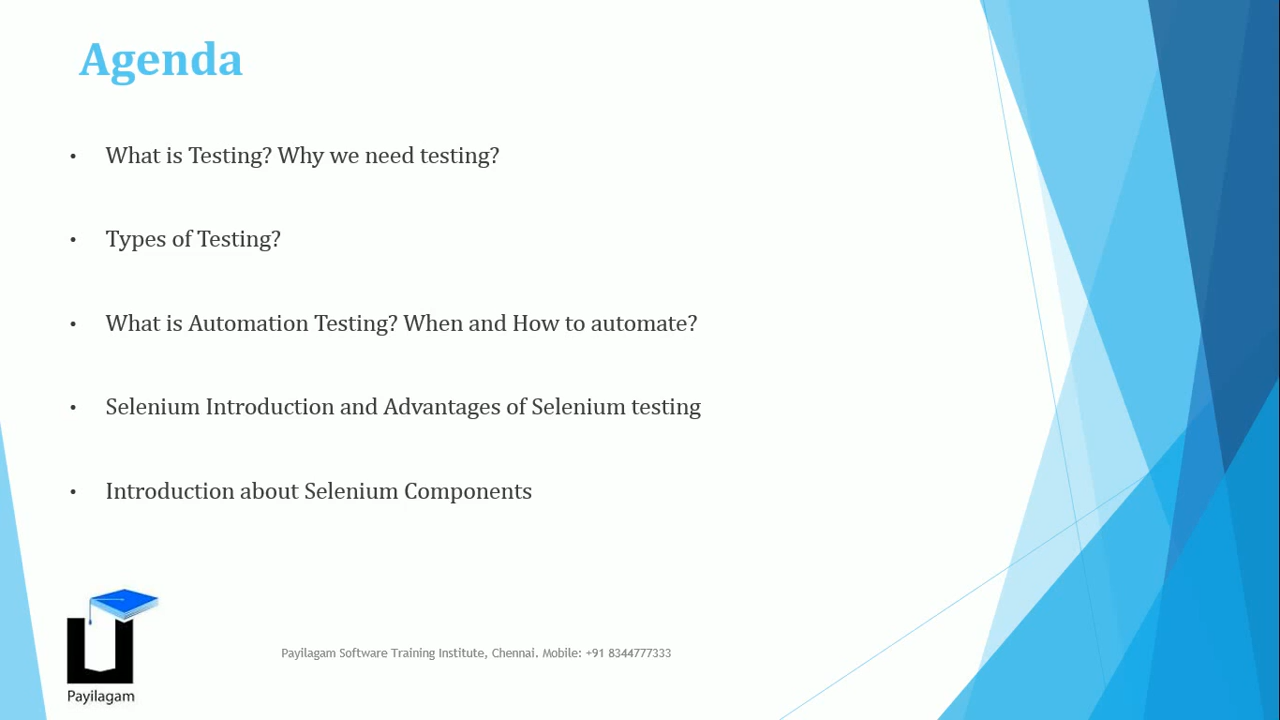 Agenda
• What is Testing? Why we need testing?
• Types of Testing?
• What is Automation Testing? When and How to automate?
• Selenium Introduction and Advantages of Selenium testing
• Introduction about Selenium Components
Payilagam Software Training Institute, Chennai. Mobile: +91 8344777333
Payilagam